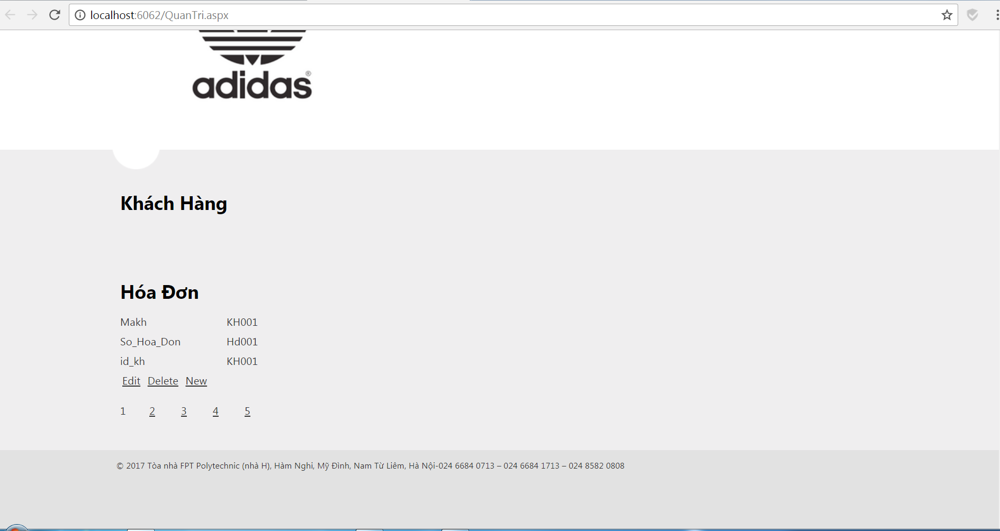 localhost:6062/QuanTri.aspx
adidas®
Khách Hàng
Hóa Đơn
Makh KH001
So_Hoa_Don Hd001
id_kh KH001
Edit Delete New
1 2 3 4 5
© 2017 Tòa nhà FPT Polytechnic (nhà H), Hàm Nghi, Mỹ Đình, Nam Từ Liêm, Hà Nội-024 6684 0713 – 024 6684 1713 – 024 8582 0808